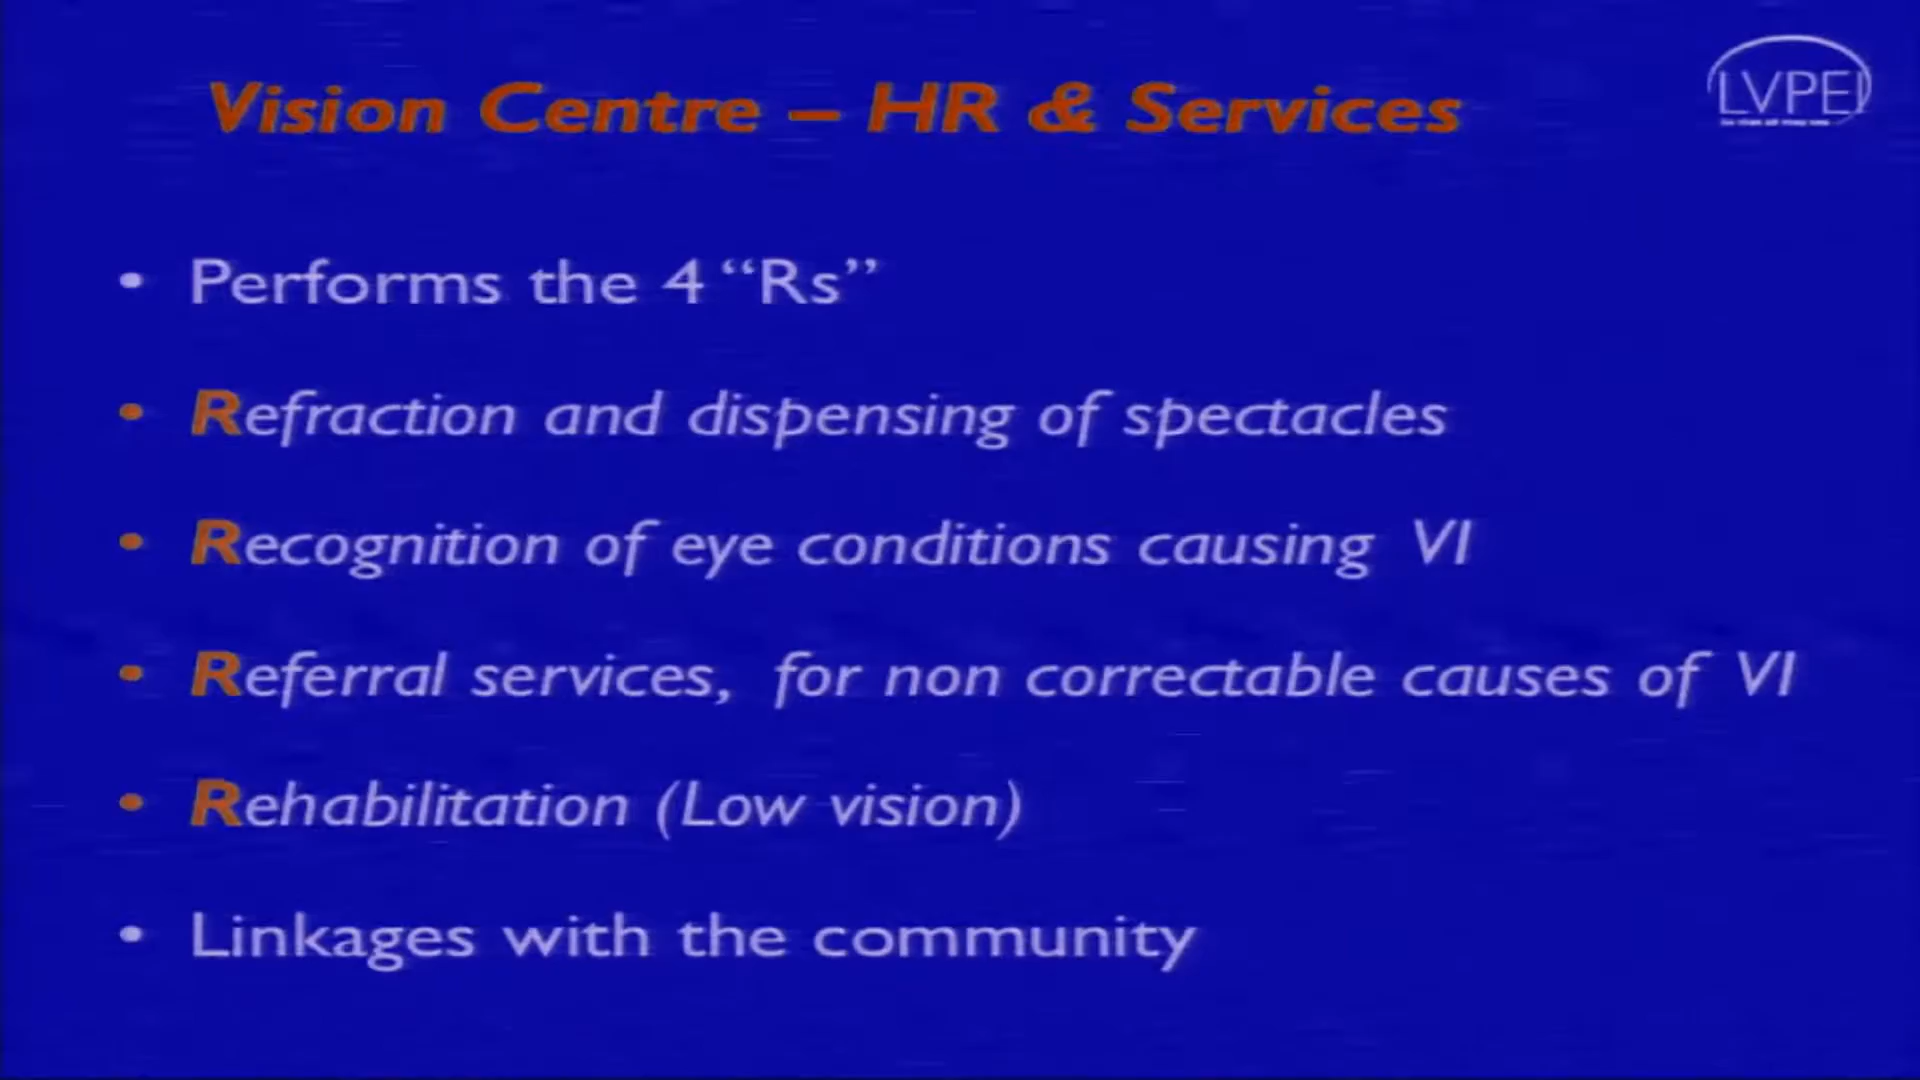 Vision Centre – HR & Services
LVPEI
• Performs the 4 “Rs”
• Refraction and dispensing of spectacles
• Recognition of eye conditions causing VI
• Referral services, for non correctable causes of VI
• Rehabilitation (Low vision)
• Linkages with the community